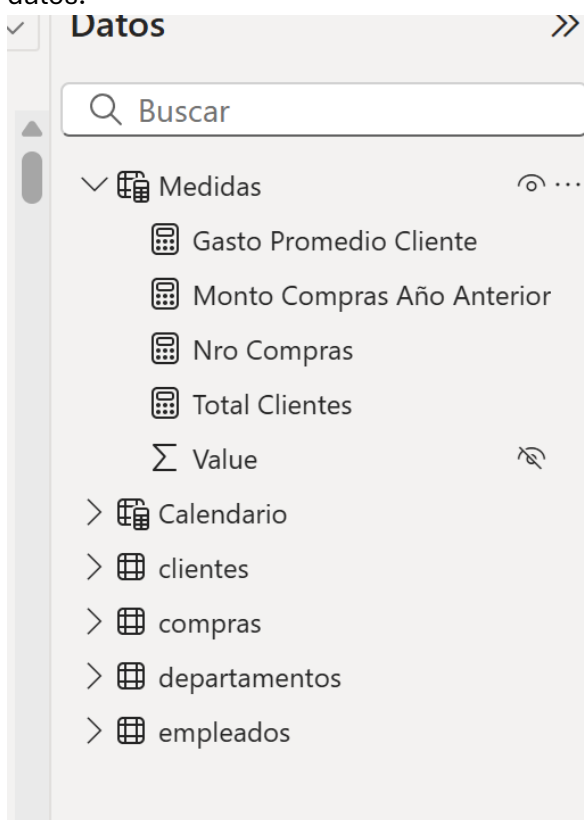 datos.
Datos
Buscar
Medidas
Gasto Promedio Cliente
Monto Compras Año Anterior
Nro Compras
Total Clientes
Value
Calendario
clientes
compras
departamentos
empleados